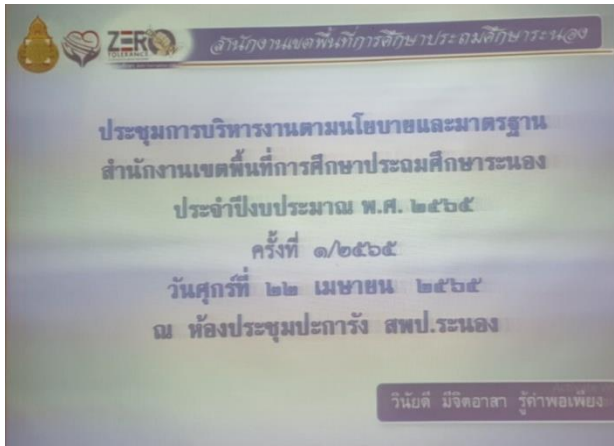 ZERO
TOLERANCE
สำนักงานเขตพื้นที่การศึกษาประถมศึกษาระนอง
ประชุมการบริหารงานตามนโยบายและมาตรฐาน
สำนักงานเขตพื้นที่การศึกษาประถมศึกษาระนอง
ประจำปีงบประมาณ พ.ศ. ๒๕๖๕
ครั้งที่ ๑/๒๕๖๕
วันศุกร์ที่ ๒๒ เมษายน ๒๕๖๕
ณ ห้องประชุมปะการัง สพป.ระนอง
วินัยดี มีจิตอาสา รู้ค่าพอเพียง